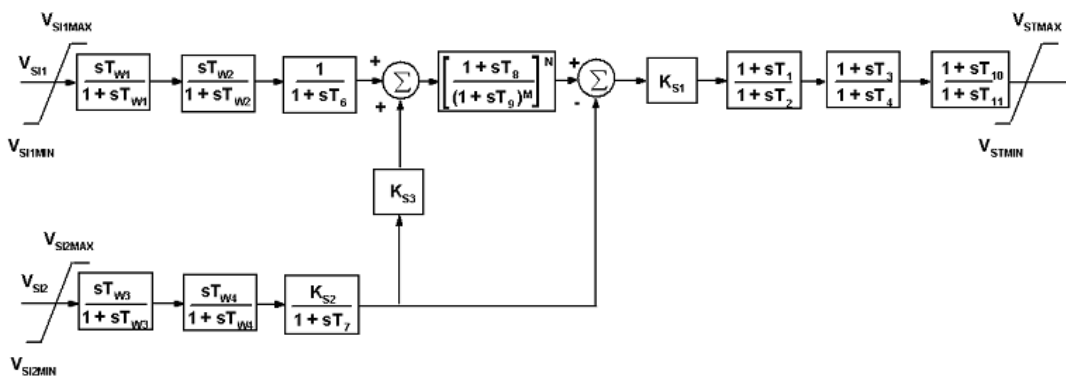 V_SI1MAX
V_SI1
V_SI1MIN
sT_W1
1 + sT_W1
sT_W2
1 + sT_W2
1
1 + sT_6
+
Σ
+
[ 1 + sT_8 ]^N
(1 + sT_9)^M
+
Σ
-
K_S1
1 + sT_1
1 + sT_2
1 + sT_3
1 + sT_4
1 + sT_10
1 + sT_11
V_STMAX
V_STMIN
K_S3
V_SI2MAX
V_SI2
V_SI2MIN
sT_W3
1 + sT_W3
sT_W4
1 + sT_W4
K_S2
1 + sT_7